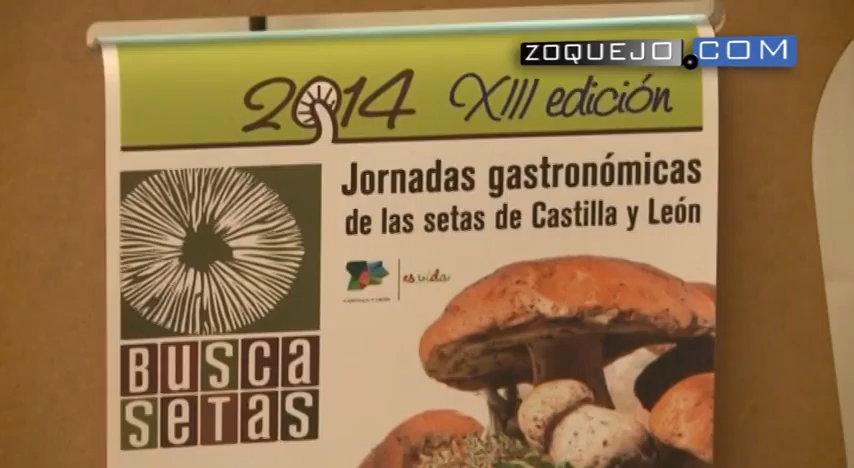 ZOQUEJO.COM
2014 XIII edición
Jornadas gastronómicas
de las setas de Castilla y León
es vida
BUSCa
SeTas